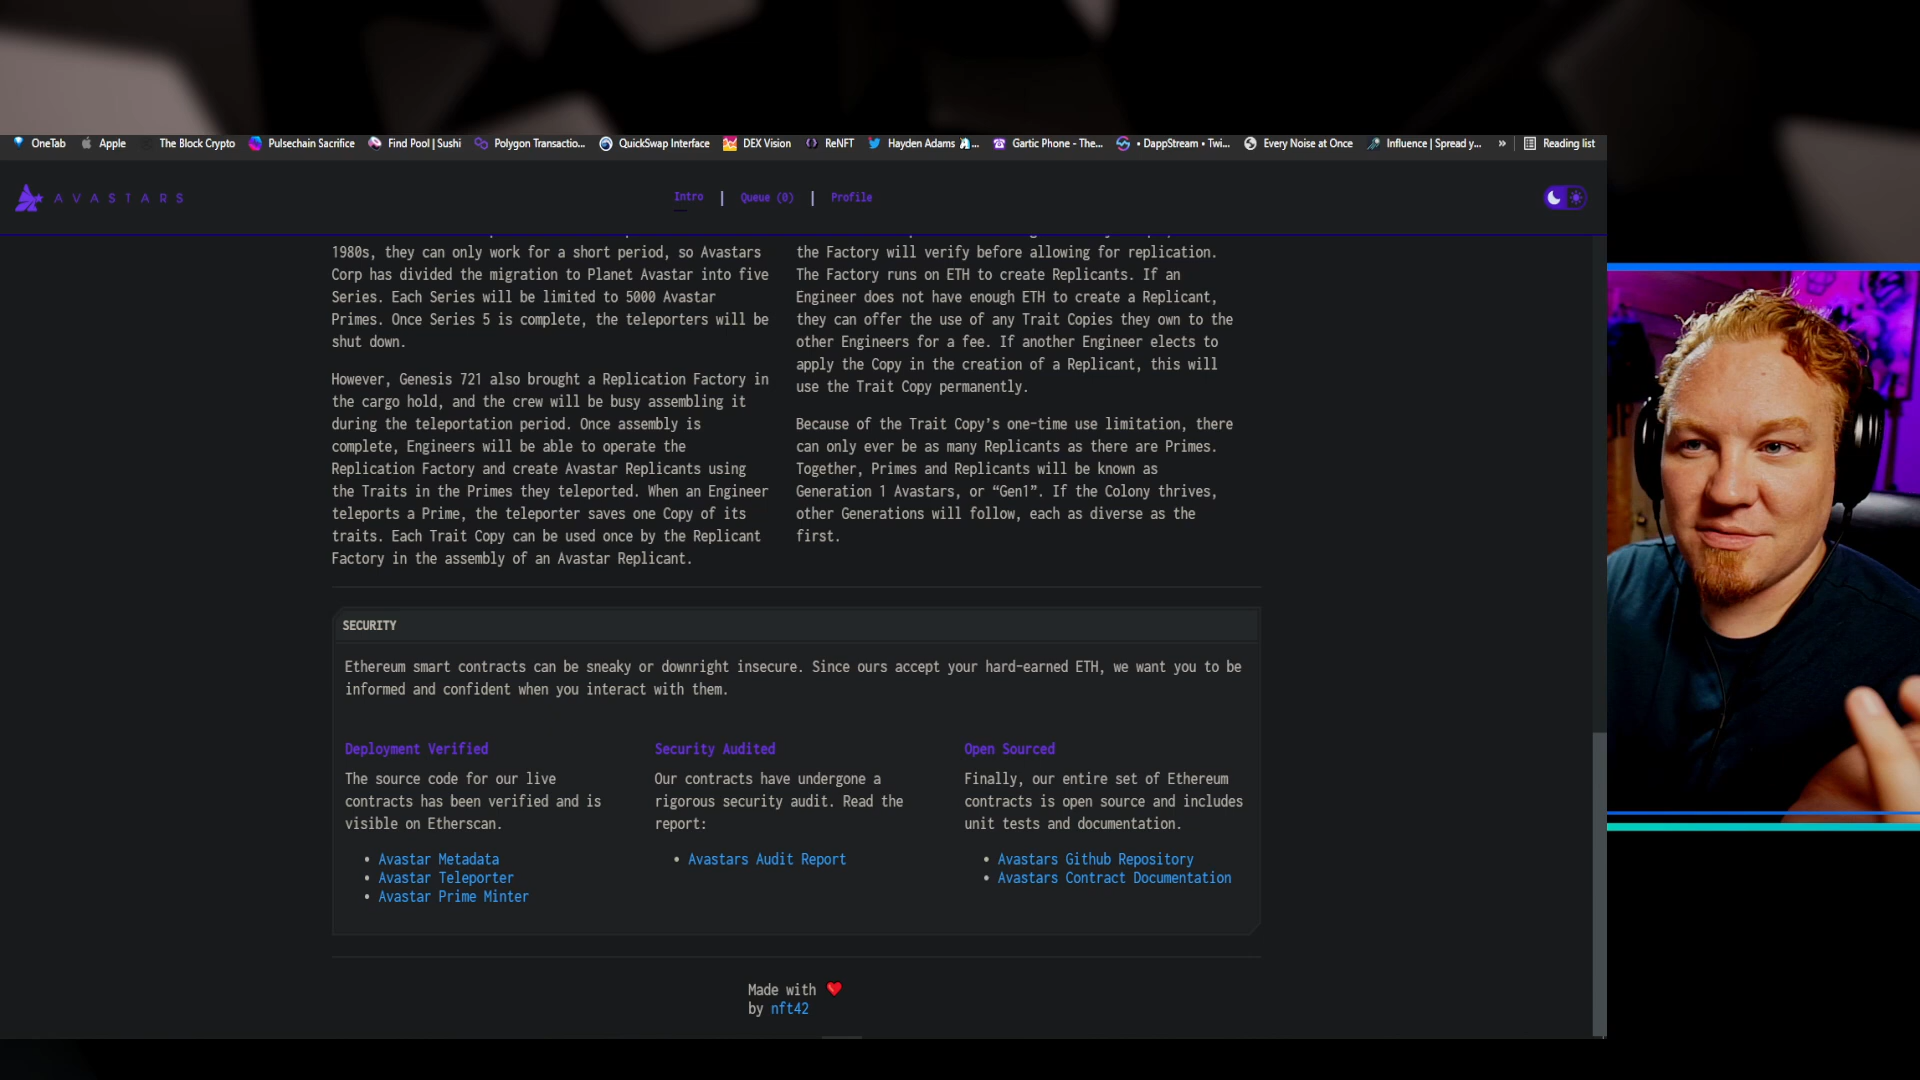 OneTab Apple The Block Crypto Pulsechain Sacrifice Find Pool | Sushi Polygon Transactio... QuickSwap Interface DEX Vision ReNFT Hayden Adams ... Gartic Phone - The... • DappStream • Twi... Every Noise at Once Influence | Spread y... » Reading list
AVASTARS Intro | Queue (0) | Profile
1980s, they can only work for a short period, so Avastars
Corp has divided the migration to Planet Avastar into five
Series. Each Series will be limited to 5000 Avastar
Primes. Once Series 5 is complete, the teleporters will be
shut down.
However, Genesis 721 also brought a Replication Factory in
the cargo hold, and the crew will be busy assembling it
during the teleportation period. Once assembly is
complete, Engineers will be able to operate the
Replication Factory and create Avastar Replicants using
the Traits in the Primes they teleported. When an Engineer
teleports a Prime, the teleporter saves one Copy of its
traits. Each Trait Copy can be used once by the Replicant
Factory in the assembly of an Avastar Replicant.
the Factory will verify before allowing for replication.
The Factory runs on ETH to create Replicants. If an
Engineer does not have enough ETH to create a Replicant,
they can offer the use of any Trait Copies they own to the
other Engineers for a fee. If another Engineer elects to
apply the Copy in the creation of a Replicant, this will
use the Trait Copy permanently.
Because of the Trait Copy’s one-time use limitation, there
can only ever be as many Replicants as there are Primes.
Together, Primes and Replicants will be known as
Generation 1 Avastars, or “Gen1”. If the Colony thrives,
other Generations will follow, each as diverse as the
first.
SECURITY
Ethereum smart contracts can be sneaky or downright insecure. Since ours accept your hard-earned ETH, we want you to be
informed and confident when you interact with them.
Deployment Verified
The source code for our live
contracts has been verified and is
visible on Etherscan.
• Avastar Metadata
• Avastar Teleporter
• Avastar Prime Minter
Security Audited
Our contracts have undergone a
rigorous security audit. Read the
report:
• Avastars Audit Report
Open Sourced
Finally, our entire set of Ethereum
contracts is open source and includes
unit tests and documentation.
• Avastars Github Repository
• Avastars Contract Documentation
Made with ❤
by nft42